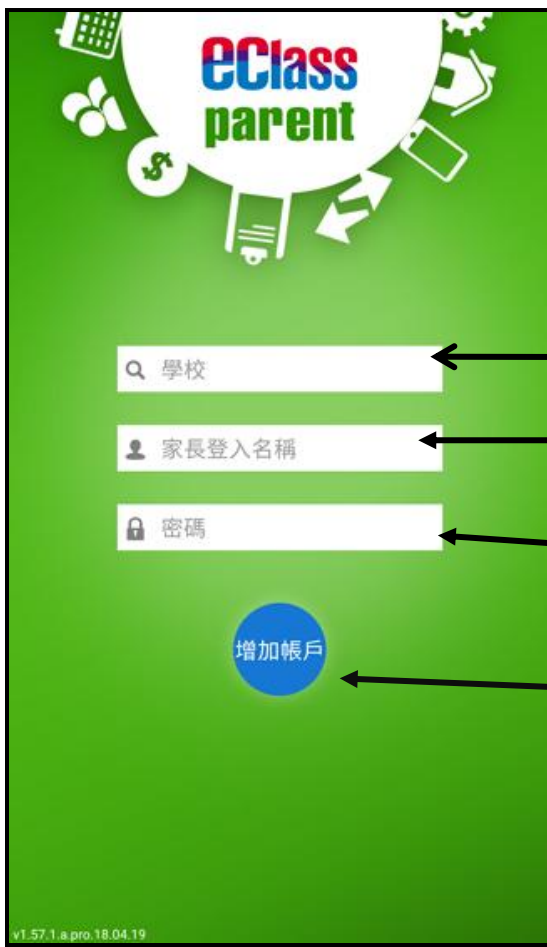 eClass
parent
$
學校
家長登入名稱
密碼
增加帳戶
v1.57.1.a.pro.18.04.19